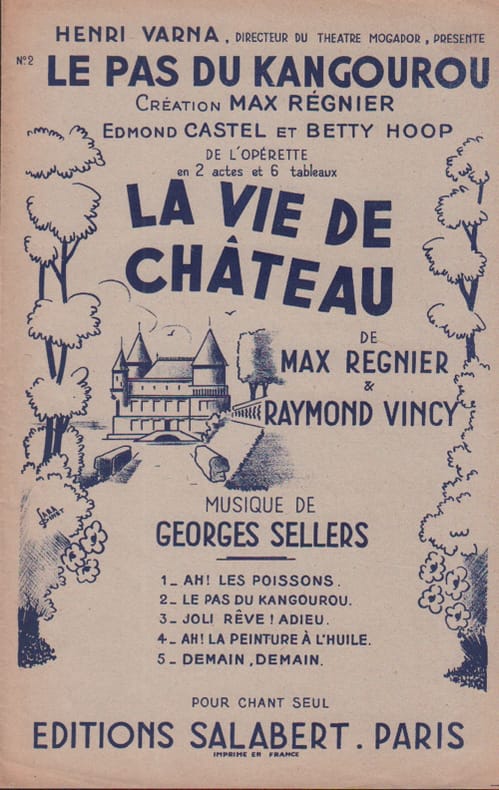 HENRI VARNA, DIRECTEUR DU THEATRE MOGADOR, PRÉSENTE
N°2 LE PAS DU KANGOUROU
CRÉATION MAX RÉGNIER
EDMOND CASTEL ET BETTY HOOP
DE L'OPÉRETTE
en 2 actes et 6 tableaux
LA VIE DE
CHÂTEAU
DE
MAX REGNIER
&
RAYMOND VINCY
MUSIQUE DE
GEORGES SELLERS
1_ AH! LES POISSONS.
2_ LE PAS DU KANGOUROU.
3_ JOLI RÊVE! ADIEU.
4_ AH! LA PEINTURE À L'HUILE.
5_ DEMAIN, DEMAIN.
POUR CHANT SEUL
EDITIONS SALABERT. PARIS
IMPRIME EN FRANCE